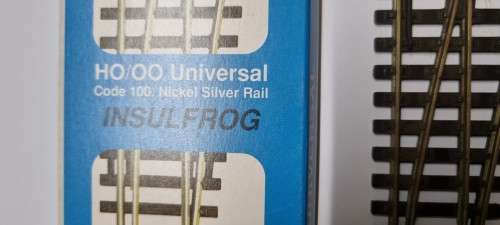 HO/OO Universal
Code 100, Nickel Silver Rail
INSULFROG